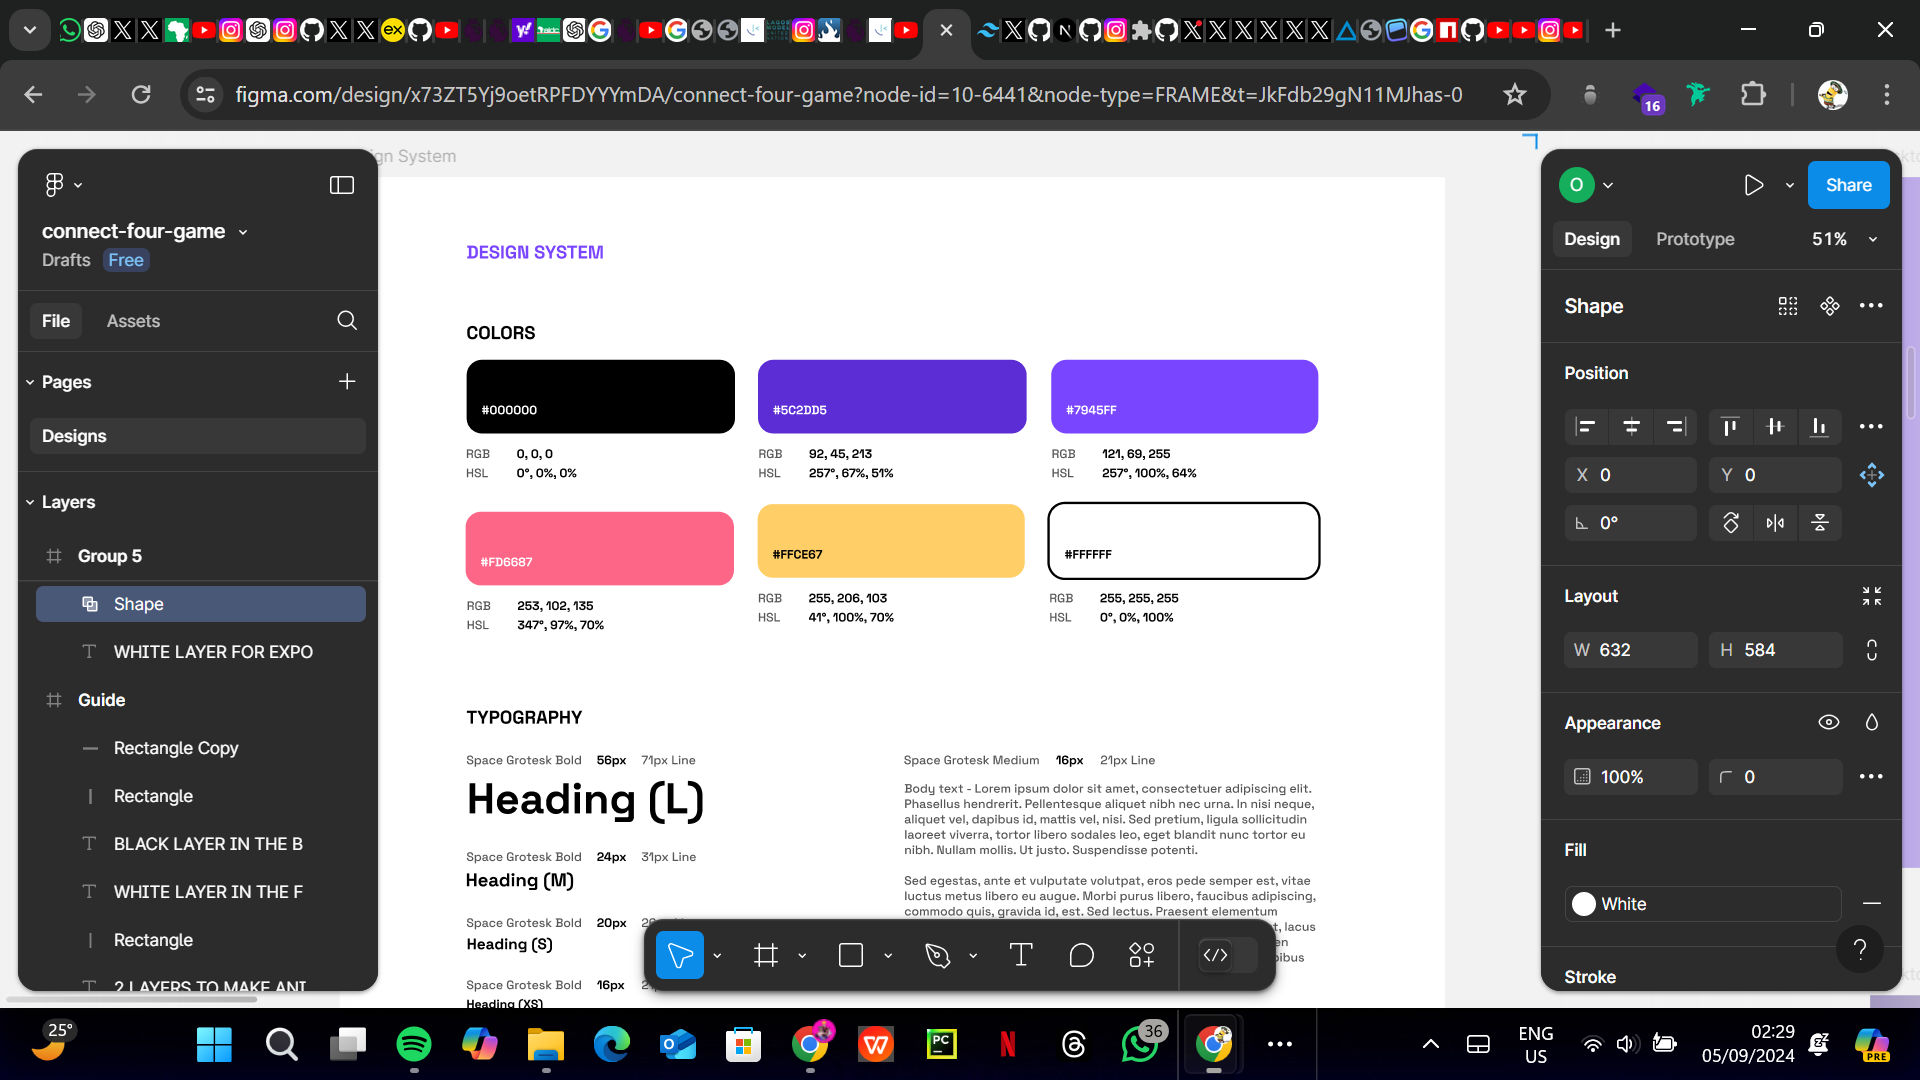 figma.com/design/x73ZT5Yj9oetRPFDYYYmDA/connect-four-game?node-id=10-6441&node-type=FRAME&t=JkFdb29gN11MJhas-0
16
gn System
connect-four-game
Drafts Free
File Assets
Pages
Designs
Layers
Group 5
Shape
WHITE LAYER FOR EXPO
Guide
Rectangle Copy
Rectangle
BLACK LAYER IN THE B
WHITE LAYER IN THE F
Rectangle
2 LAYERS TO MAKE ANI
DESIGN SYSTEM
COLORS
#000000
RGB 0, 0, 0
HSL 0°, 0%, 0%
#5C2DD5
RGB 92, 45, 213
HSL 257°, 67%, 51%
#7945FF
RGB 121, 69, 255
HSL 257°, 100%, 64%
#FD6687
RGB 253, 102, 135
HSL 347°, 97%, 70%
#FFCE67
RGB 255, 206, 103
HSL 41°, 100%, 70%
#FFFFFF
RGB 255, 255, 255
HSL 0°, 0%, 100%
TYPOGRAPHY
Space Grotesk Bold 56px 71px Line
Heading (L)
Space Grotesk Bold 24px 31px Line
Heading (M)
Space Grotesk Bold 20px
Heading (S)
Space Grotesk Bold 16px
Heading (XS)
Space Grotesk Medium 16px 21px Line
Body text - Lorem ipsum dolor sit amet, consectetuer adipiscing elit.
Phasellus hendrerit. Pellentesque aliquet nibh nec urna. In nisi neque,
aliquet vel, dapibus id, mattis vel, nisi. Sed pretium, ligula sollicitudin
laoreet viverra, tortor libero sodales leo, eget blandit nunc tortor eu
nibh. Nullam mollis. Ut justo. Suspendisse potenti.
Sed egestas, ante et vulputate volutpat, eros pede semper est, vitae
luctus metus libero eu augue. Morbi purus libero, faucibus adipiscing,
commodo quis, gravida id, est. Sed lectus. Praesent elementum
t, lacus
en
pibus
O
Share
Design Prototype 51%
Shape
Position
X 0 Y 0
0°
Layout
W 632 H 584
Appearance
100% 0
Fill
White
?
Stroke
25°
PC
36
ENG
US
02:29
05/09/2024
PRE